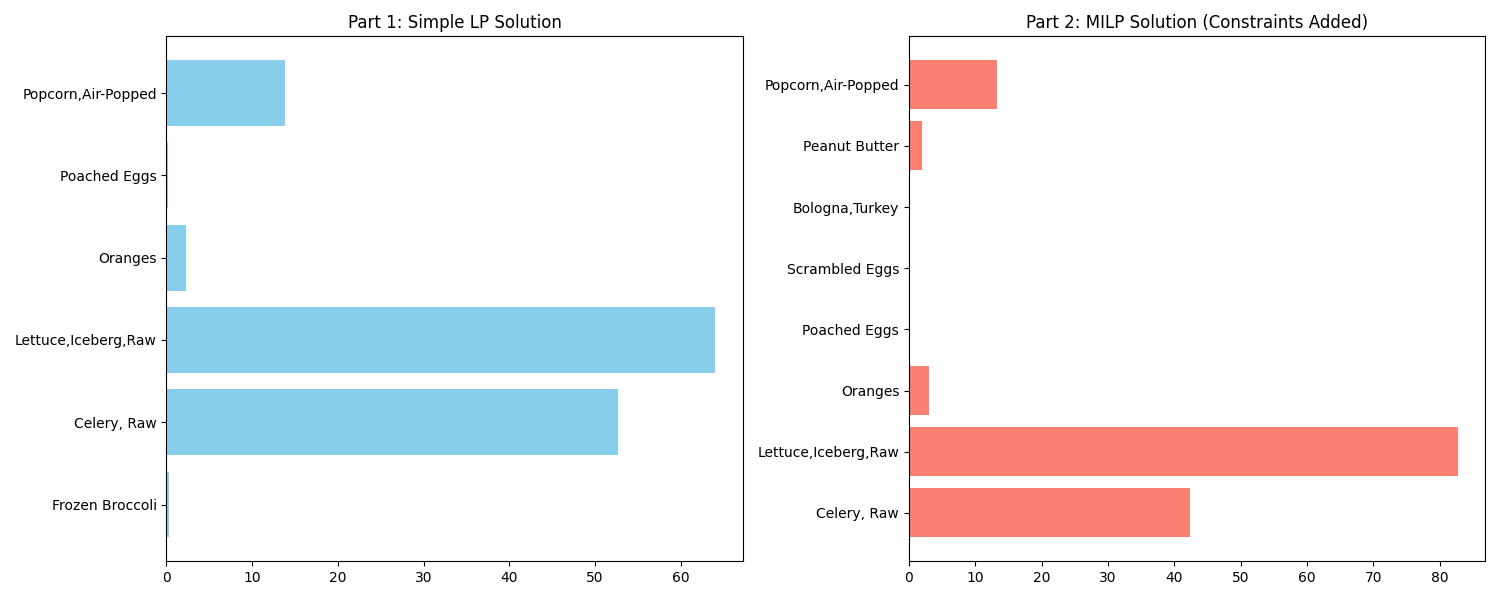 Part 1: Simple LP Solution
Popcorn,Air-Popped
Poached Eggs
Oranges
Lettuce,Iceberg,Raw
Celery, Raw
Frozen Broccoli
0 10 20 30 40 50 60
Part 2: MILP Solution (Constraints Added)
Popcorn,Air-Popped
Peanut Butter
Bologna,Turkey
Scrambled Eggs
Poached Eggs
Oranges
Lettuce,Iceberg,Raw
Celery, Raw
0 10 20 30 40 50 60 70 80